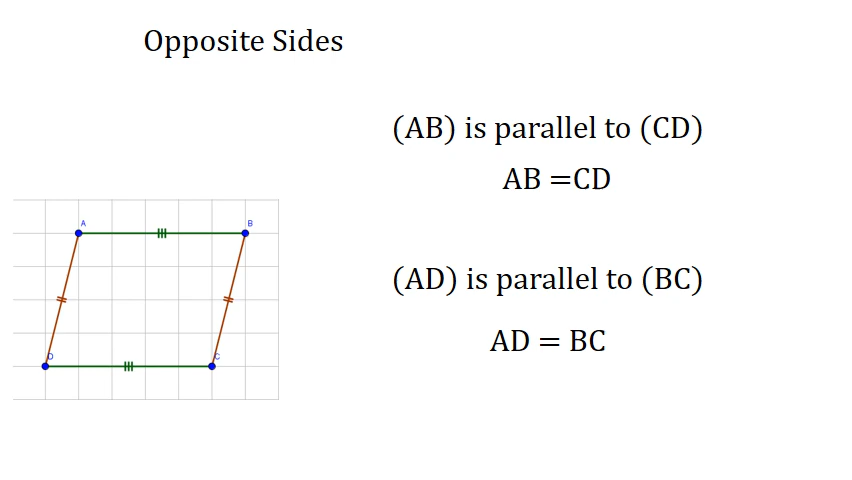 Opposite Sides
(AB) is parallel to (CD)
AB =CD
A
B
(AD) is parallel to (BC)
AD = BC
D
C